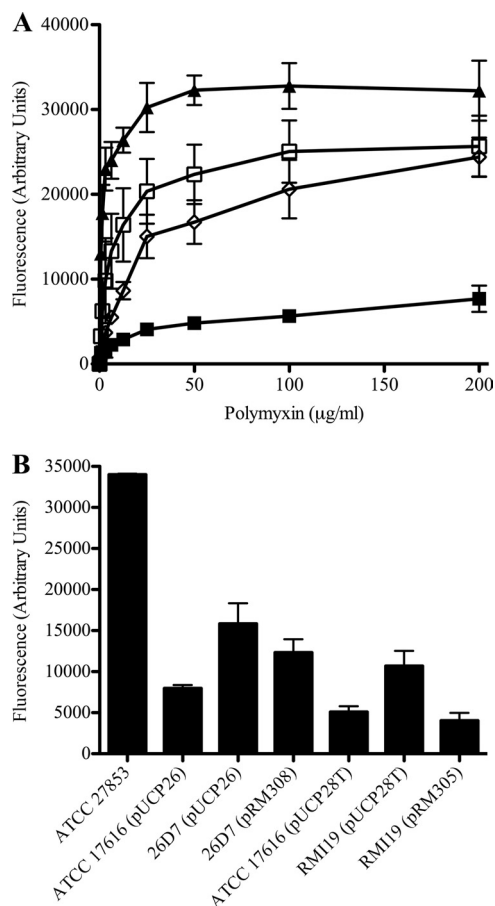 A
Fluorescence (Arbitrary Units)
40000
30000
20000
10000
0
0
50
100
150
200
Polymyxin (μg/ml)
B
Fluorescence (Arbitrary Units)
35000
30000
25000
20000
15000
10000
5000
0
ATCC 27853
ATCC 17616 (pUCP26)
26D7 (pUCP26)
26D7 (pRM308)
ATCC 17616 (pUCP28T)
RMI19 (pUCP28T)
RMI19 (pRM305)